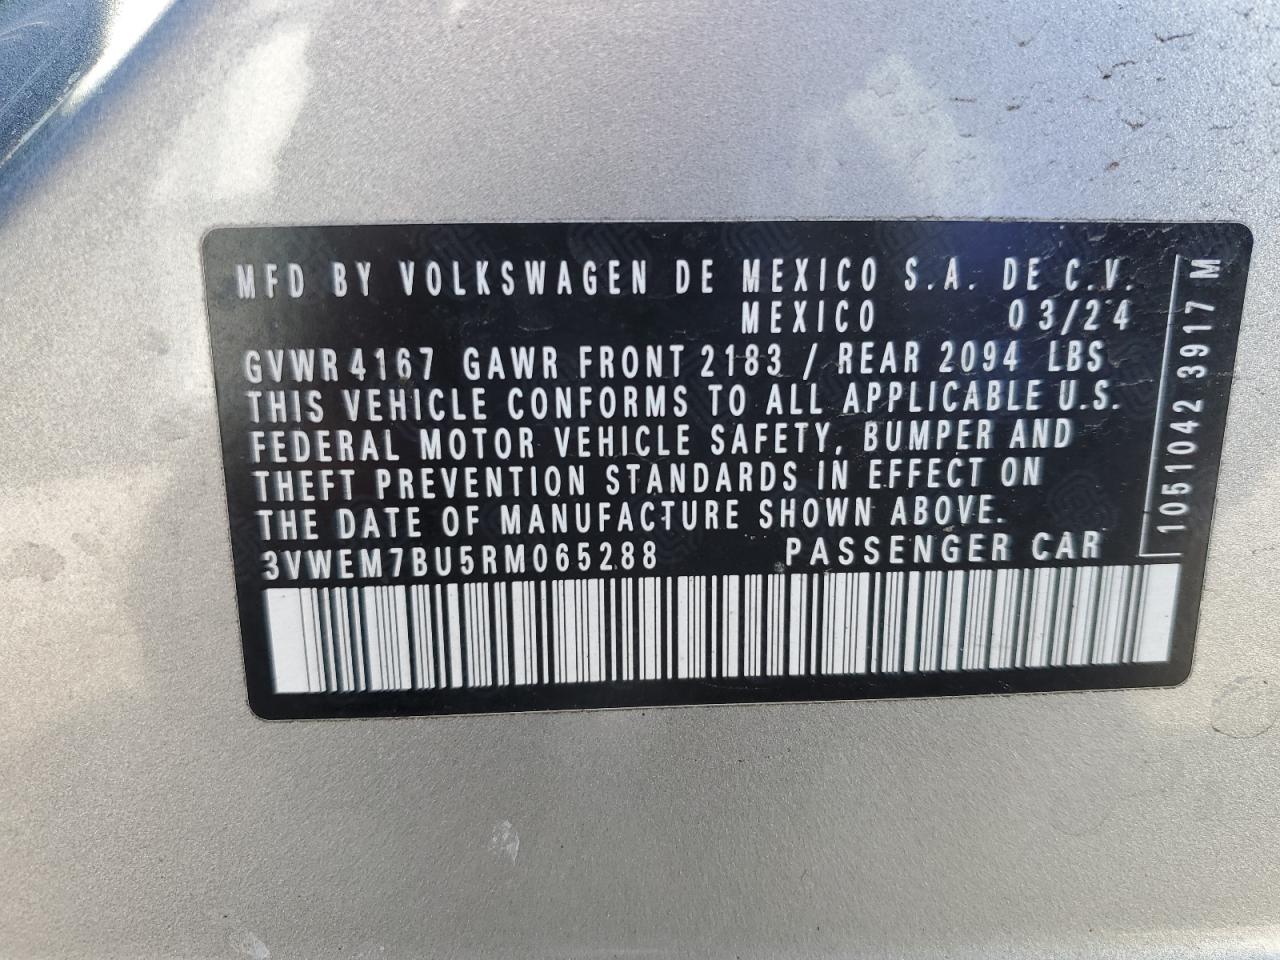 MFD BY VOLKSWAGEN DE MEXICO S.A. DE C.V.
MEXICO 03/24
GVWR 4167 GAWR FRONT 2183 / REAR 2094 LBS
THIS VEHICLE CONFORMS TO ALL APPLICABLE U.S.
FEDERAL MOTOR VEHICLE SAFETY, BUMPER AND
THEFT PREVENTION STANDARDS IN EFFECT ON
THE DATE OF MANUFACTURE SHOWN ABOVE.
3VWEM7BU5RM065288 PASSENGER CAR
1051042 3917 M